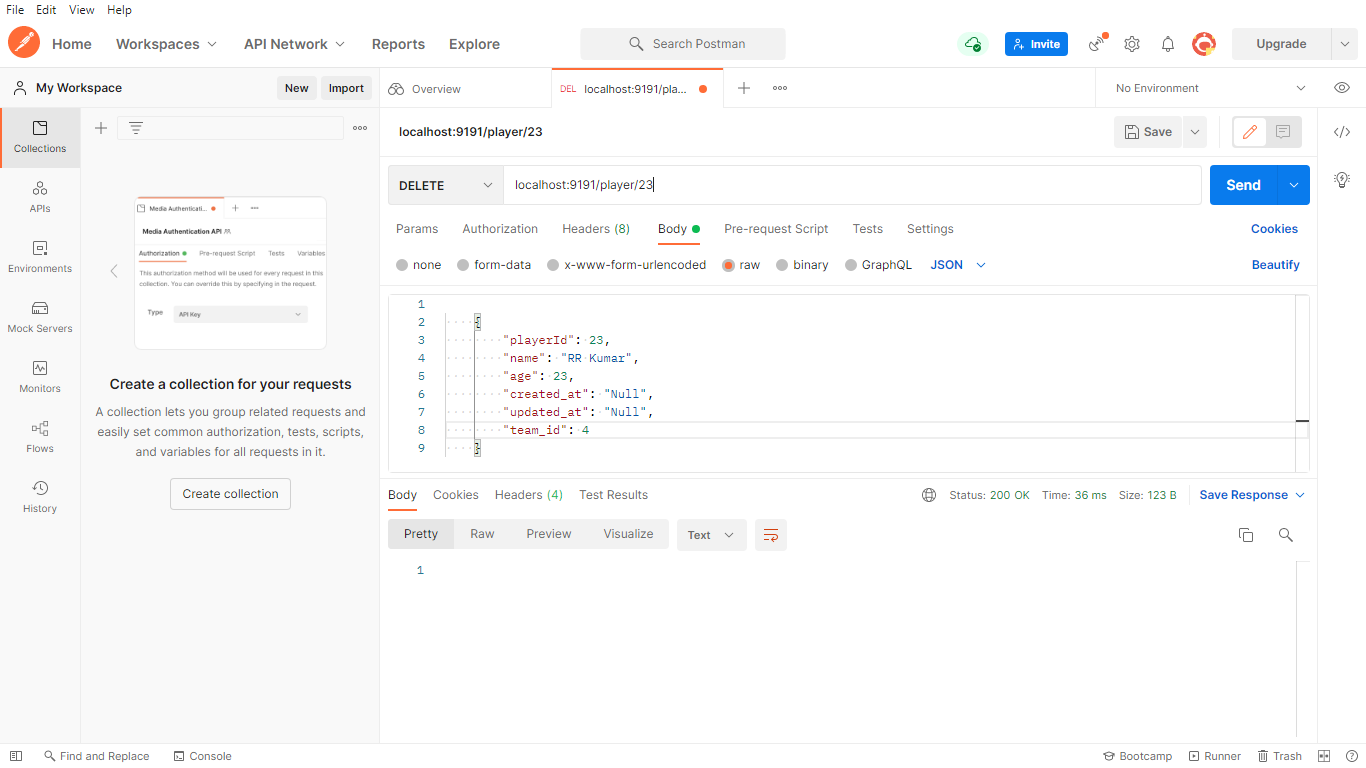 File Edit View Help
Home Workspaces API Network Reports Explore Search Postman Invite Upgrade
My Workspace New Import Overview DEL localhost:9191/pla... No Environment
Collections
APIs
Environments
Mock Servers
Monitors
Flows
History
Media Authenticati...
Media Authentication API
Authorization Pre-request Script Tests Variables
This authorization method will be used for every request in this
collection. You can override this by specifying in the request.
Type API Key
Create a collection for your requests
A collection lets you group related requests and
easily set common authorization, tests, scripts,
and variables for all requests in it.
Create collection
localhost:9191/player/23 Save
DELETE localhost:9191/player/23 Send
Params Authorization Headers (8) Body Pre-request Script Tests Settings Cookies
none form-data x-www-form-urlencoded raw binary GraphQL JSON Beautify
1
2 {
3 "playerId": 23,
4 "name": "RR Kumar",
5 "age": 23,
6 "created_at": "Null",
7 "updated_at": "Null",
8 "team_id": 4
9 }
Body Cookies Headers (4) Test Results Status: 200 OK Time: 36 ms Size: 123 B Save Response
Pretty Raw Preview Visualize Text
1
Find and Replace Console Bootcamp Runner Trash